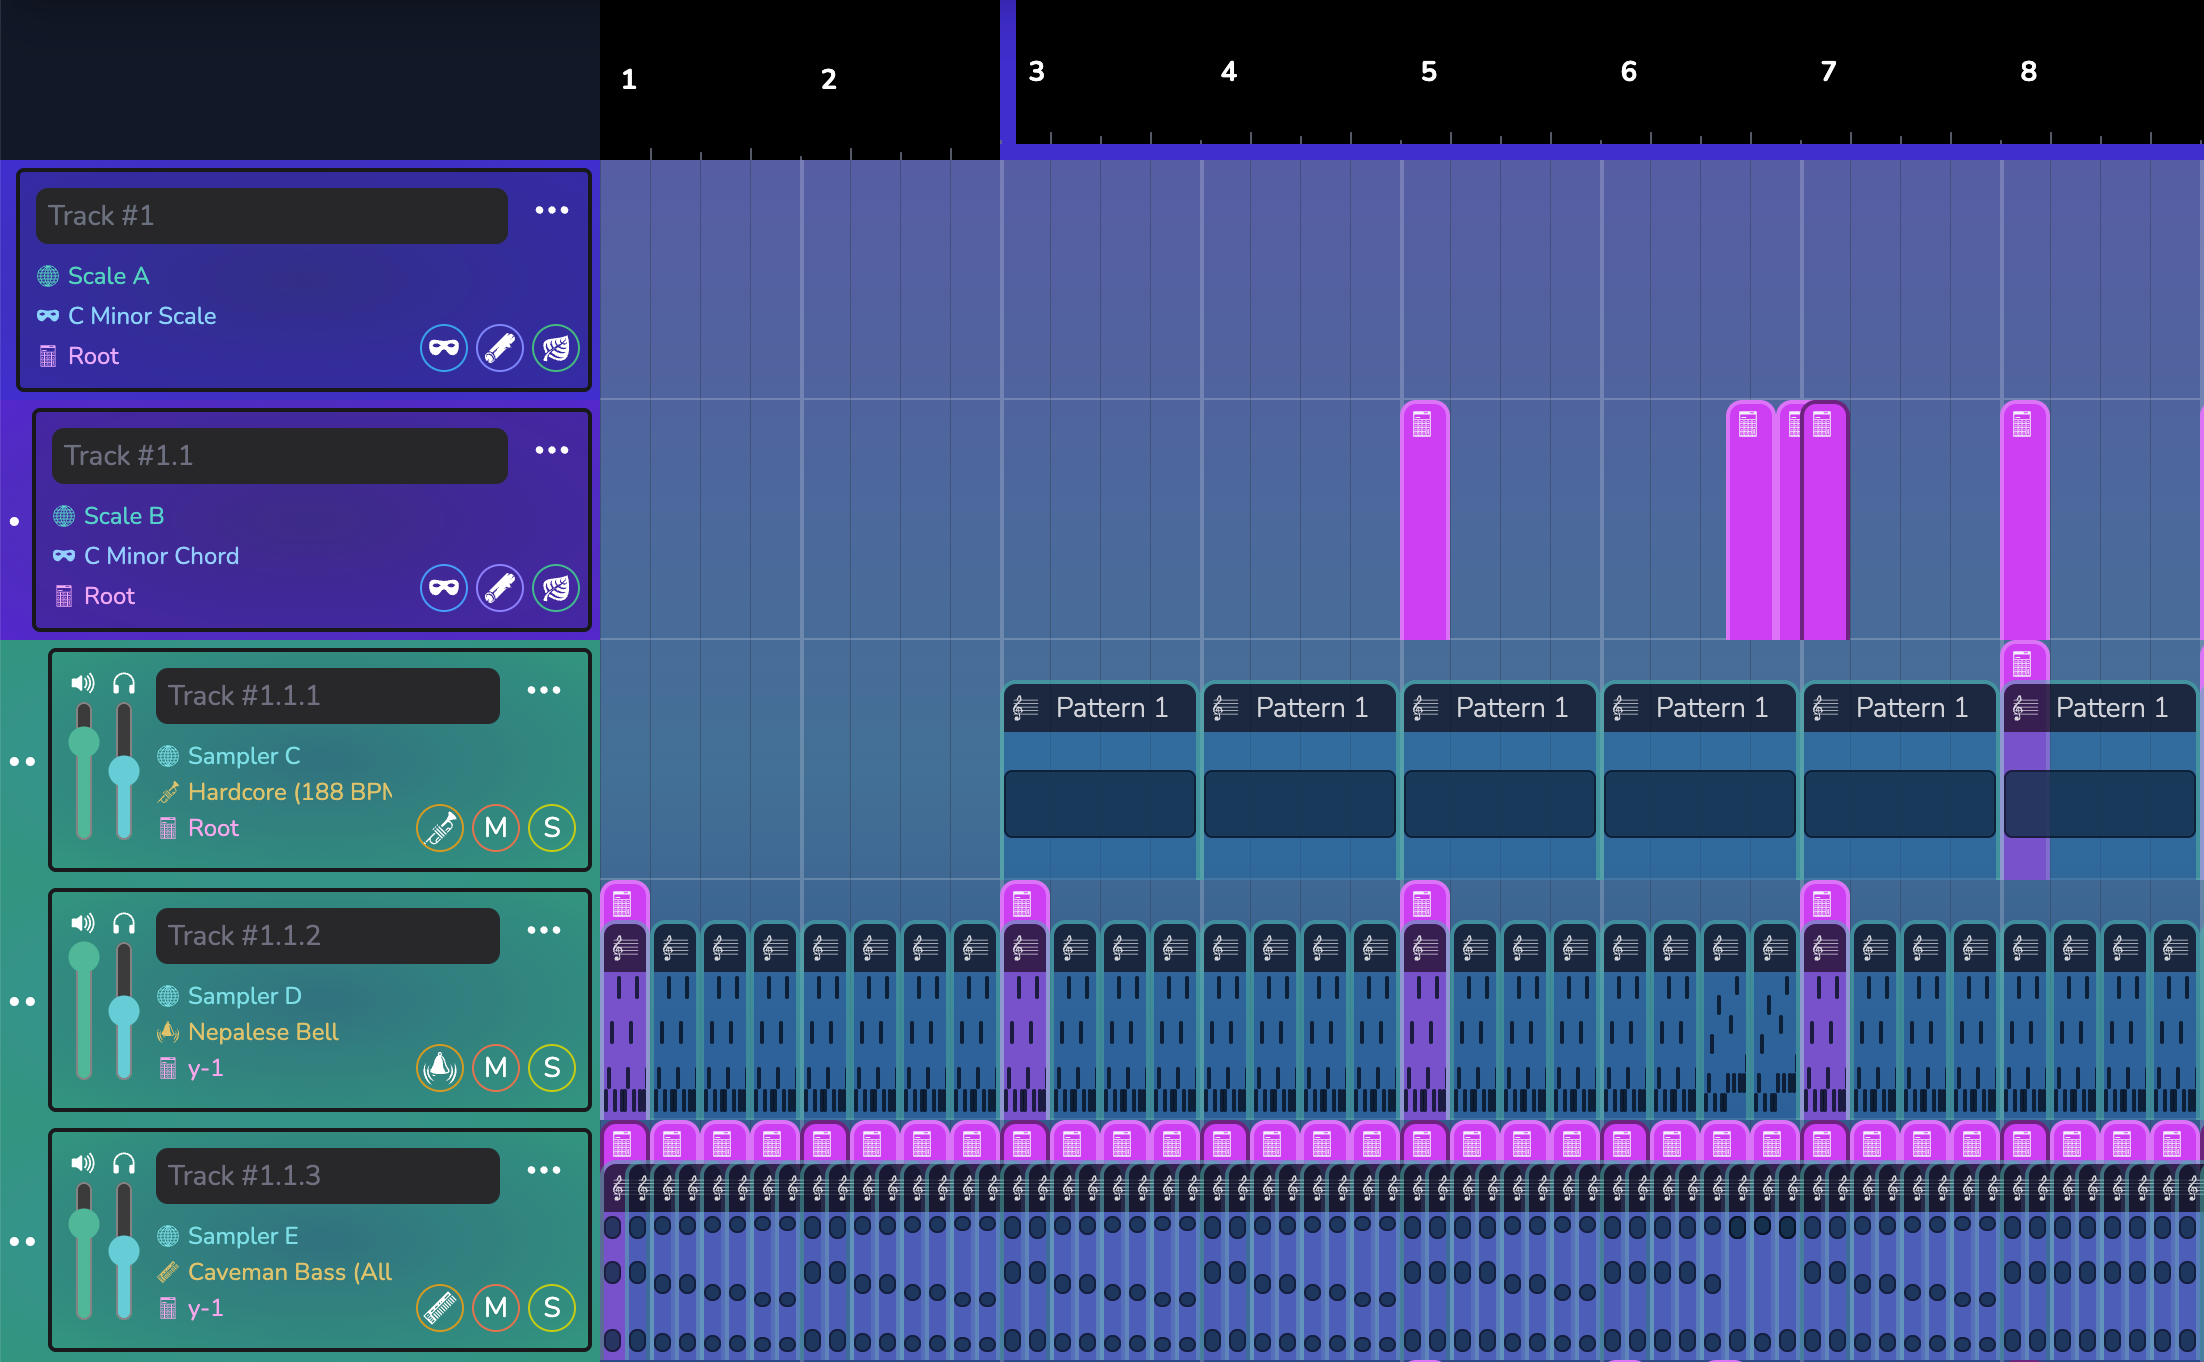 1 2 3 4 5 6 7 8
Track #1
Scale A
C Minor Scale
Root
Track #1.1
Scale B
C Minor Chord
Root
Track #1.1.1
Sampler C
Hardcore (188 BPM
Root
M S
Pattern 1 Pattern 1 Pattern 1 Pattern 1 Pattern 1 Pattern 1
Track #1.1.2
Sampler D
Nepalese Bell
y-1
M S
Track #1.1.3
Sampler E
Caveman Bass (All
y-1
M S